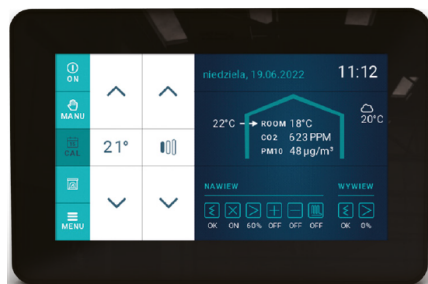 ON
niedziela, 19.06.2022
11:12
MANU
22°C
ROOM 18°C
20°C
CO2 623 PPM
PM10 48 µg/m³
CAL
21°
NAWIEW
WYWIEW
MENU
OK ON 60% OFF OFF OFF OK 0%